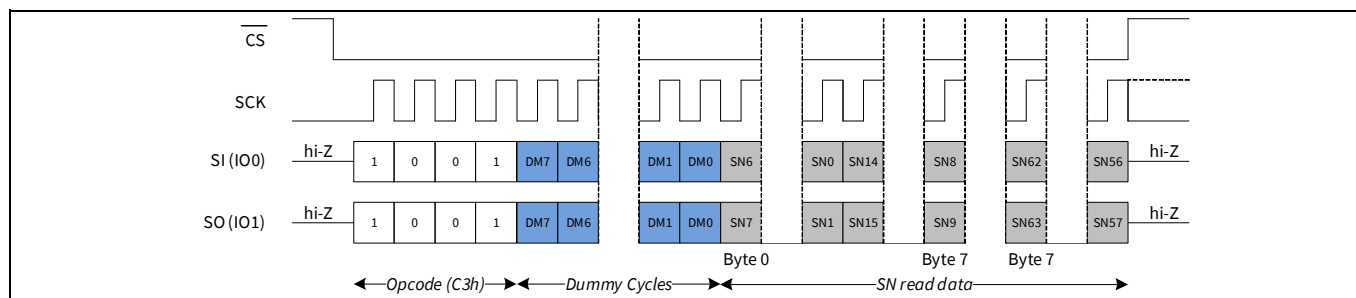 CS
SCK
SI (IO0) hi-Z 1 0 0 1 DM7 DM6 DM1 DM0 SN6 SN0 SN14 SN8 SN62 SN56 hi-Z
SO (IO1) hi-Z 1 0 0 1 DM7 DM6 DM1 DM0 SN7 SN1 SN15 SN9 SN63 SN57 hi-Z
Byte 0 Byte 7 Byte 7
Opcode (C3h) Dummy Cycles SN read data